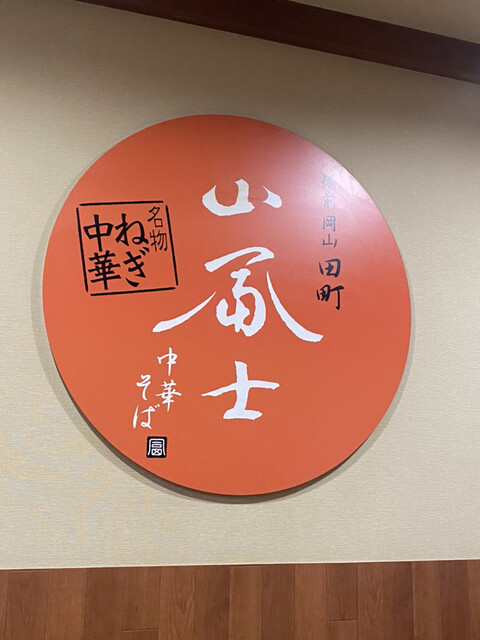 備前岡山 田町
山冨士
中華そば
名物
ねぎ
中華